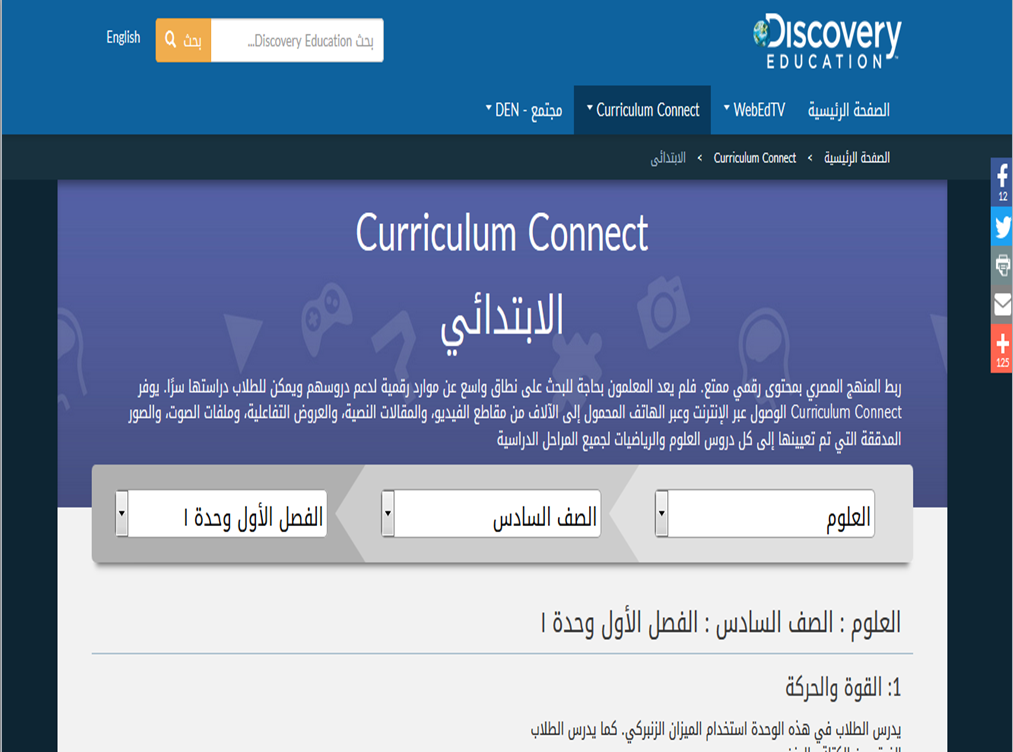 Discovery
EDUCATION
بحث Discovery Education...
بحث
English
الصفحة الرئيسية
WebEdTV
Curriculum Connect
مجتمع - DEN
الصفحة الرئيسية > Curriculum Connect > الابتدائى
12
125
Curriculum Connect
الابتدائي
ربط المنهج المصري بمحتوى رقمي ممتع. فلم يعد المعلمون بحاجة للبحث على نطاق واسع عن موارد رقمية لدعم دروسهم ويمكن للطلاب دراستها سرًا. يوفر
Curriculum Connect الوصول عبر الإنترنت وعبر الهاتف المحمول إلى الآلاف من مقاطع الفيديو، والمقالات النصية، والعروض التفاعلية، وملفات الصوت، والصور
المدققة التي تم تعيينها إلى كل دروس العلوم والرياضيات لجميع المراحل الدراسية
العلوم
الصف السادس
الفصل الأول وحدة I
العلوم : الصف السادس : الفصل الأول وحدة I
1: القوة والحركة
يدرس الطلاب في هذه الوحدة استخدام الميزان الزنبركي. كما يدرس الطلاب